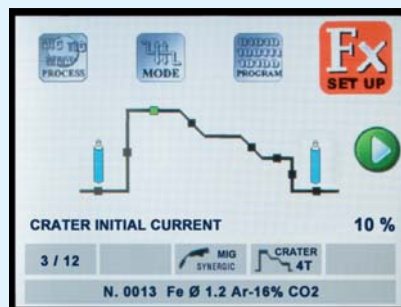 MIG TIG
MMA
PROCESS
MODE
PROGRAM
Fx
SET UP
CRATER INITIAL CURRENT 10 %
3 / 12
MIG
SYNERGIC
CRATER
4T
N. 0013 Fe Ø 1.2 Ar-16% CO2